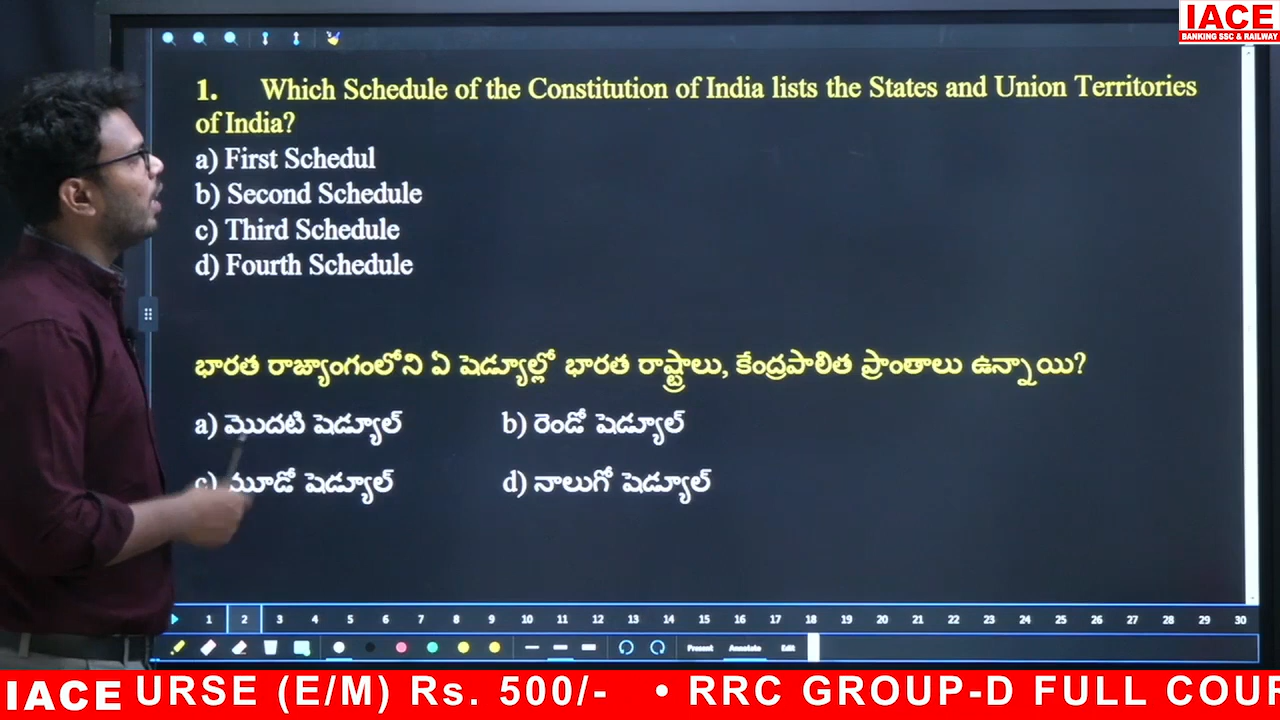 IACE
BANKING SSC & RAILWAY
1. Which Schedule of the Constitution of India lists the States and Union Territories
of India?
a) First Schedul
b) Second Schedule
c) Third Schedule
d) Fourth Schedule
భారత రాజ్యాంగంలోని ఏ షెడ్యూల్లో భారత రాష్ట్రాలు, కేంద్రపాలిత ప్రాంతాలు ఉన్నాయి?
a) మొదటి షెడ్యూల్ b) రెండో షెడ్యూల్
c) మూడో షెడ్యూల్ d) నాలుగో షెడ్యూల్
1 2 3 4 5 6 7 8 9 10 11 12 13 14 15 16 17 18 19 20 21 22 23 24 25 26 27 28 29 30
Present Annotate Edit
IACE URSE (E/M) Rs. 500/- • RRC GROUP-D FULL COUR